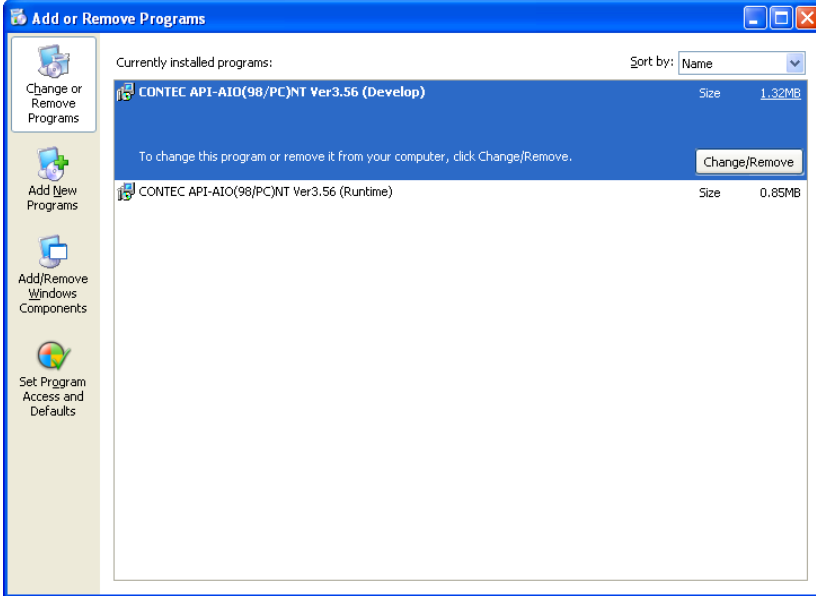 Add or Remove Programs
Change or
Remove
Programs
Add New
Programs
Add/Remove
Windows
Components
Set Program
Access and
Defaults
Currently installed programs:
Sort by: Name
CONTEC API-AIO(98/PC)NT Ver3.56 (Develop) Size 1.32MB
To change this program or remove it from your computer, click Change/Remove. Change/Remove
CONTEC API-AIO(98/PC)NT Ver3.56 (Runtime) Size 0.85MB